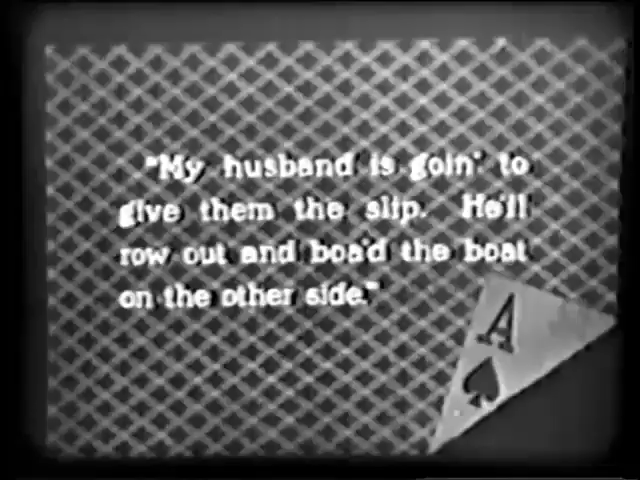 "My husband is goin' to
give them the slip. He'll
row out and boa'd the boat
on the other side."
A